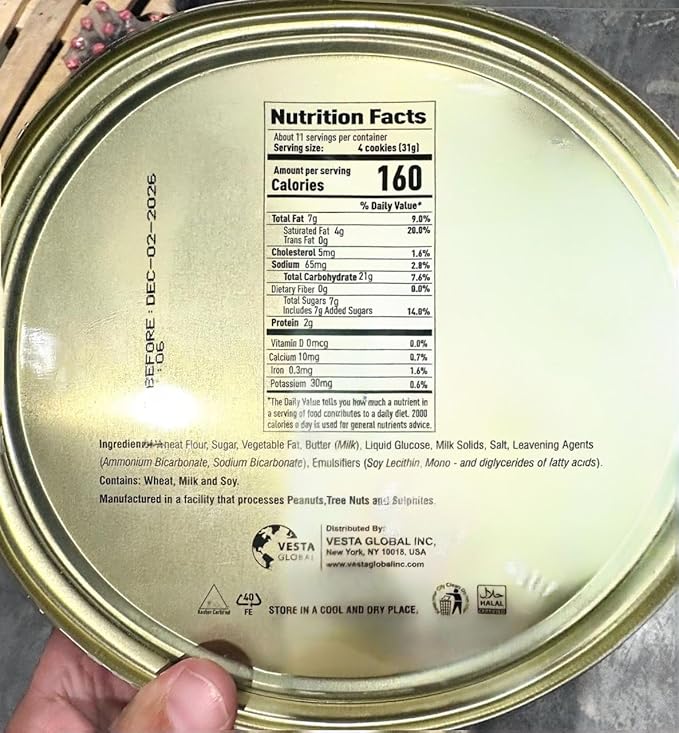 Nutrition Facts
About 11 servings per container
Serving size: 4 cookies (31g)
Amount per serving
Calories 160
% Daily Value*
Total Fat 7g 9.0%
Saturated Fat 4g 20.0%
Trans Fat 0g
Cholesterol 5mg 1.6%
Sodium 65mg 2.8%
Total Carbohydrate 21g 7.6%
Dietary Fiber 0g 0.0%
Total Sugars 7g
Includes 7g Added Sugars 14.0%
Protein 2g
Vitamin D 0mcg 0.0%
Calcium 10mg 0.7%
Iron 0.3mg 1.6%
Potassium 30mg 0.6%
*The Daily Value tells you how much a nutrient in
a serving of food contributes to a daily diet. 2000
calories a day is used for general nutrients advice.
BEFORE : DEC-02-2026
: 06
Flour, Sugar, Vegetable Fat, Butter (Milk), Liquid Glucose, Milk Solids, Salt, Leavening Agents
(Ammonium Bicarbonate, Sodium Bicarbonate), Emulsifiers (Soy Lecithin, Mono - and diglycerides of fatty acids).
Contains: Wheat, Milk and Soy.
Manufactured in a facility that processes Peanuts,Tree Nuts and Sulphites.
VESTA
GLOBAL
Distributed By:
VESTA GLOBAL INC,
New York, NY 10018, USA
www.vestaglobalinc.com
Kosher Certified
40
FE
STORE IN A COOL AND DRY PLACE.
City Clean
حلال
HALAL
CERTIFIED